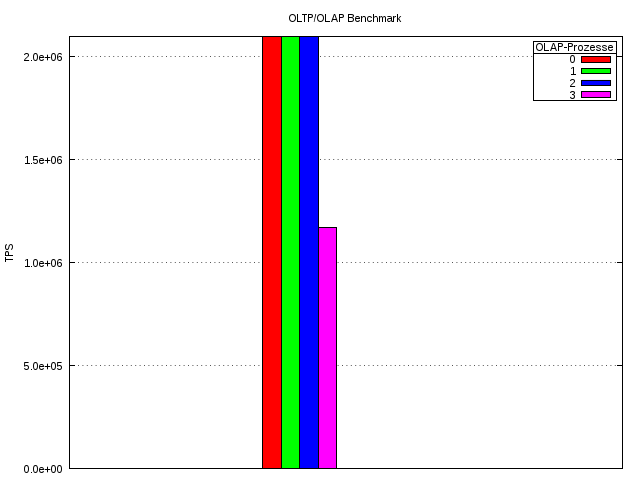 OLTP/OLAP Benchmark
OLAP-Prozesse
0
1
2
3
TPS
2.0e+06
1.5e+06
1.0e+06
5.0e+05
0.0e+00